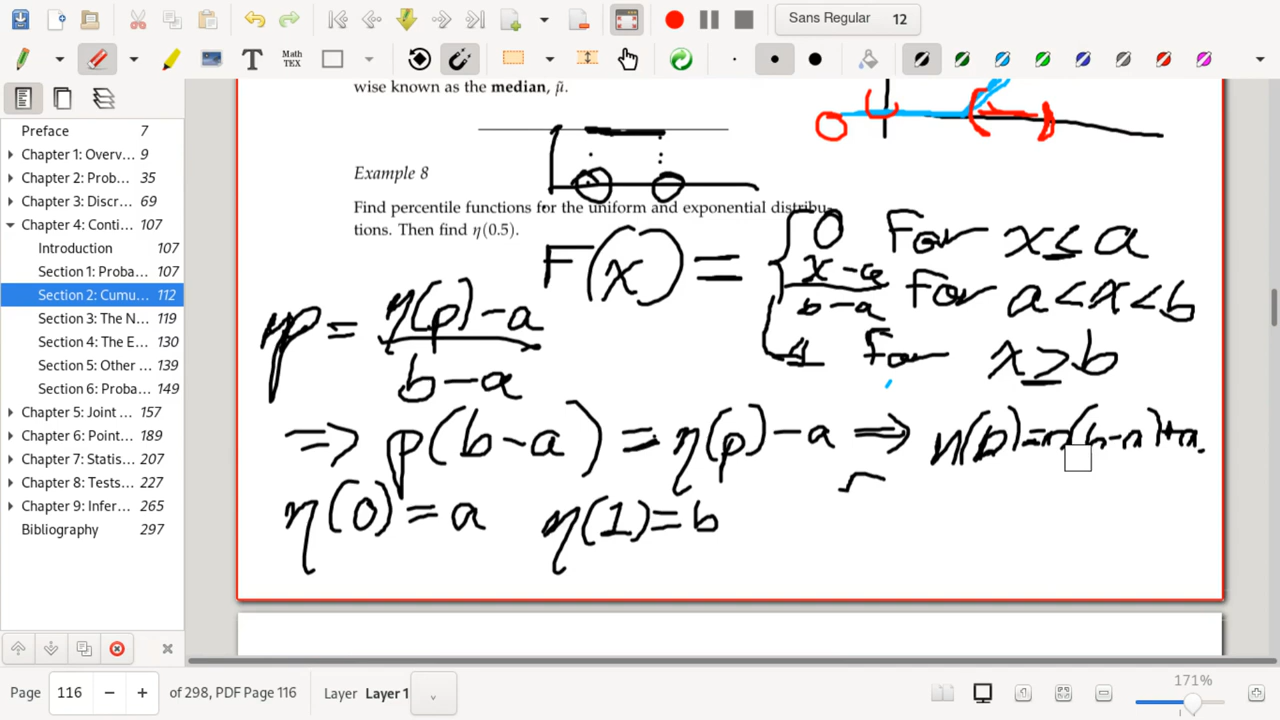 Sans Regular 12
T Math TEX
Preface 7
Chapter 1: Overv... 9
Chapter 2: Prob... 35
Chapter 3: Discr... 69
Chapter 4: Conti... 107
Introduction 107
Section 1: Proba... 107
Section 2: Cumu... 112
Section 3: The N... 119
Section 4: The E... 130
Section 5: Other ... 139
Section 6: Proba... 149
Chapter 5: Joint ... 157
Chapter 6: Point... 189
Chapter 7: Statis... 207
Chapter 8: Tests... 227
Chapter 9: Infer... 265
Bibliography 297
wise known as the median, μ̃.
Example 8
Find percentile functions for the uniform and exponential distribu-
tions. Then find η(0.5).
F(x) = { 0 for x ≤ a
x-a / b-a for a < x < b
1 for x ≥ b
p = η(p) - a / b - a
=> p(b-a) = η(p) - a =>
η(0) = a η(1) = b
Page 116 of 298, PDF Page 116 Layer Layer 1 171%